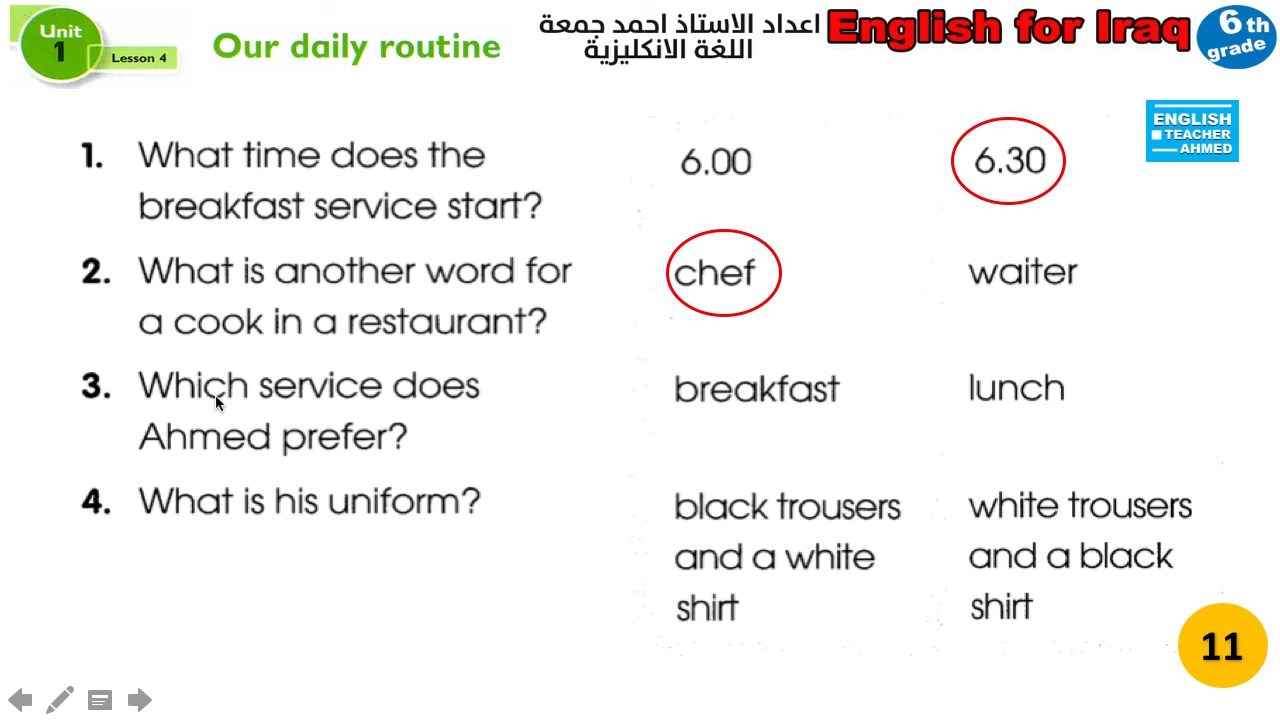 Unit
1
Lesson 4
Our daily routine
اعداد الاستاذ احمد جمعة
اللغة الانكليزية
English for Iraq
6 th
grade
ENGLISH
TEACHER
AHMED
1. What time does the
breakfast service start?
6.00
6.30
2. What is another word for
a cook in a restaurant?
chef
waiter
3. Which service does
Ahmed prefer?
breakfast
lunch
4. What is his uniform?
black trousers
and a white
shirt
white trousers
and a black
shirt
11